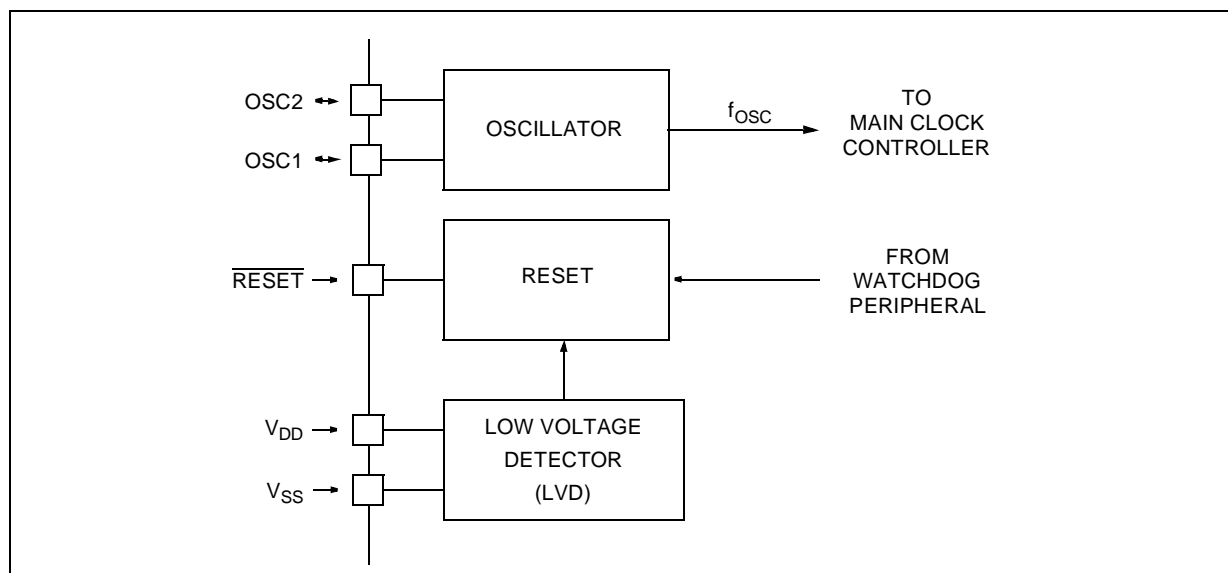 OSC2
OSC1
OSCILLATOR
fOSC
TO
MAIN CLOCK
CONTROLLER
RESET
RESET
FROM
WATCHDOG
PERIPHERAL
VDD
VSS
LOW VOLTAGE
DETECTOR
(LVD)